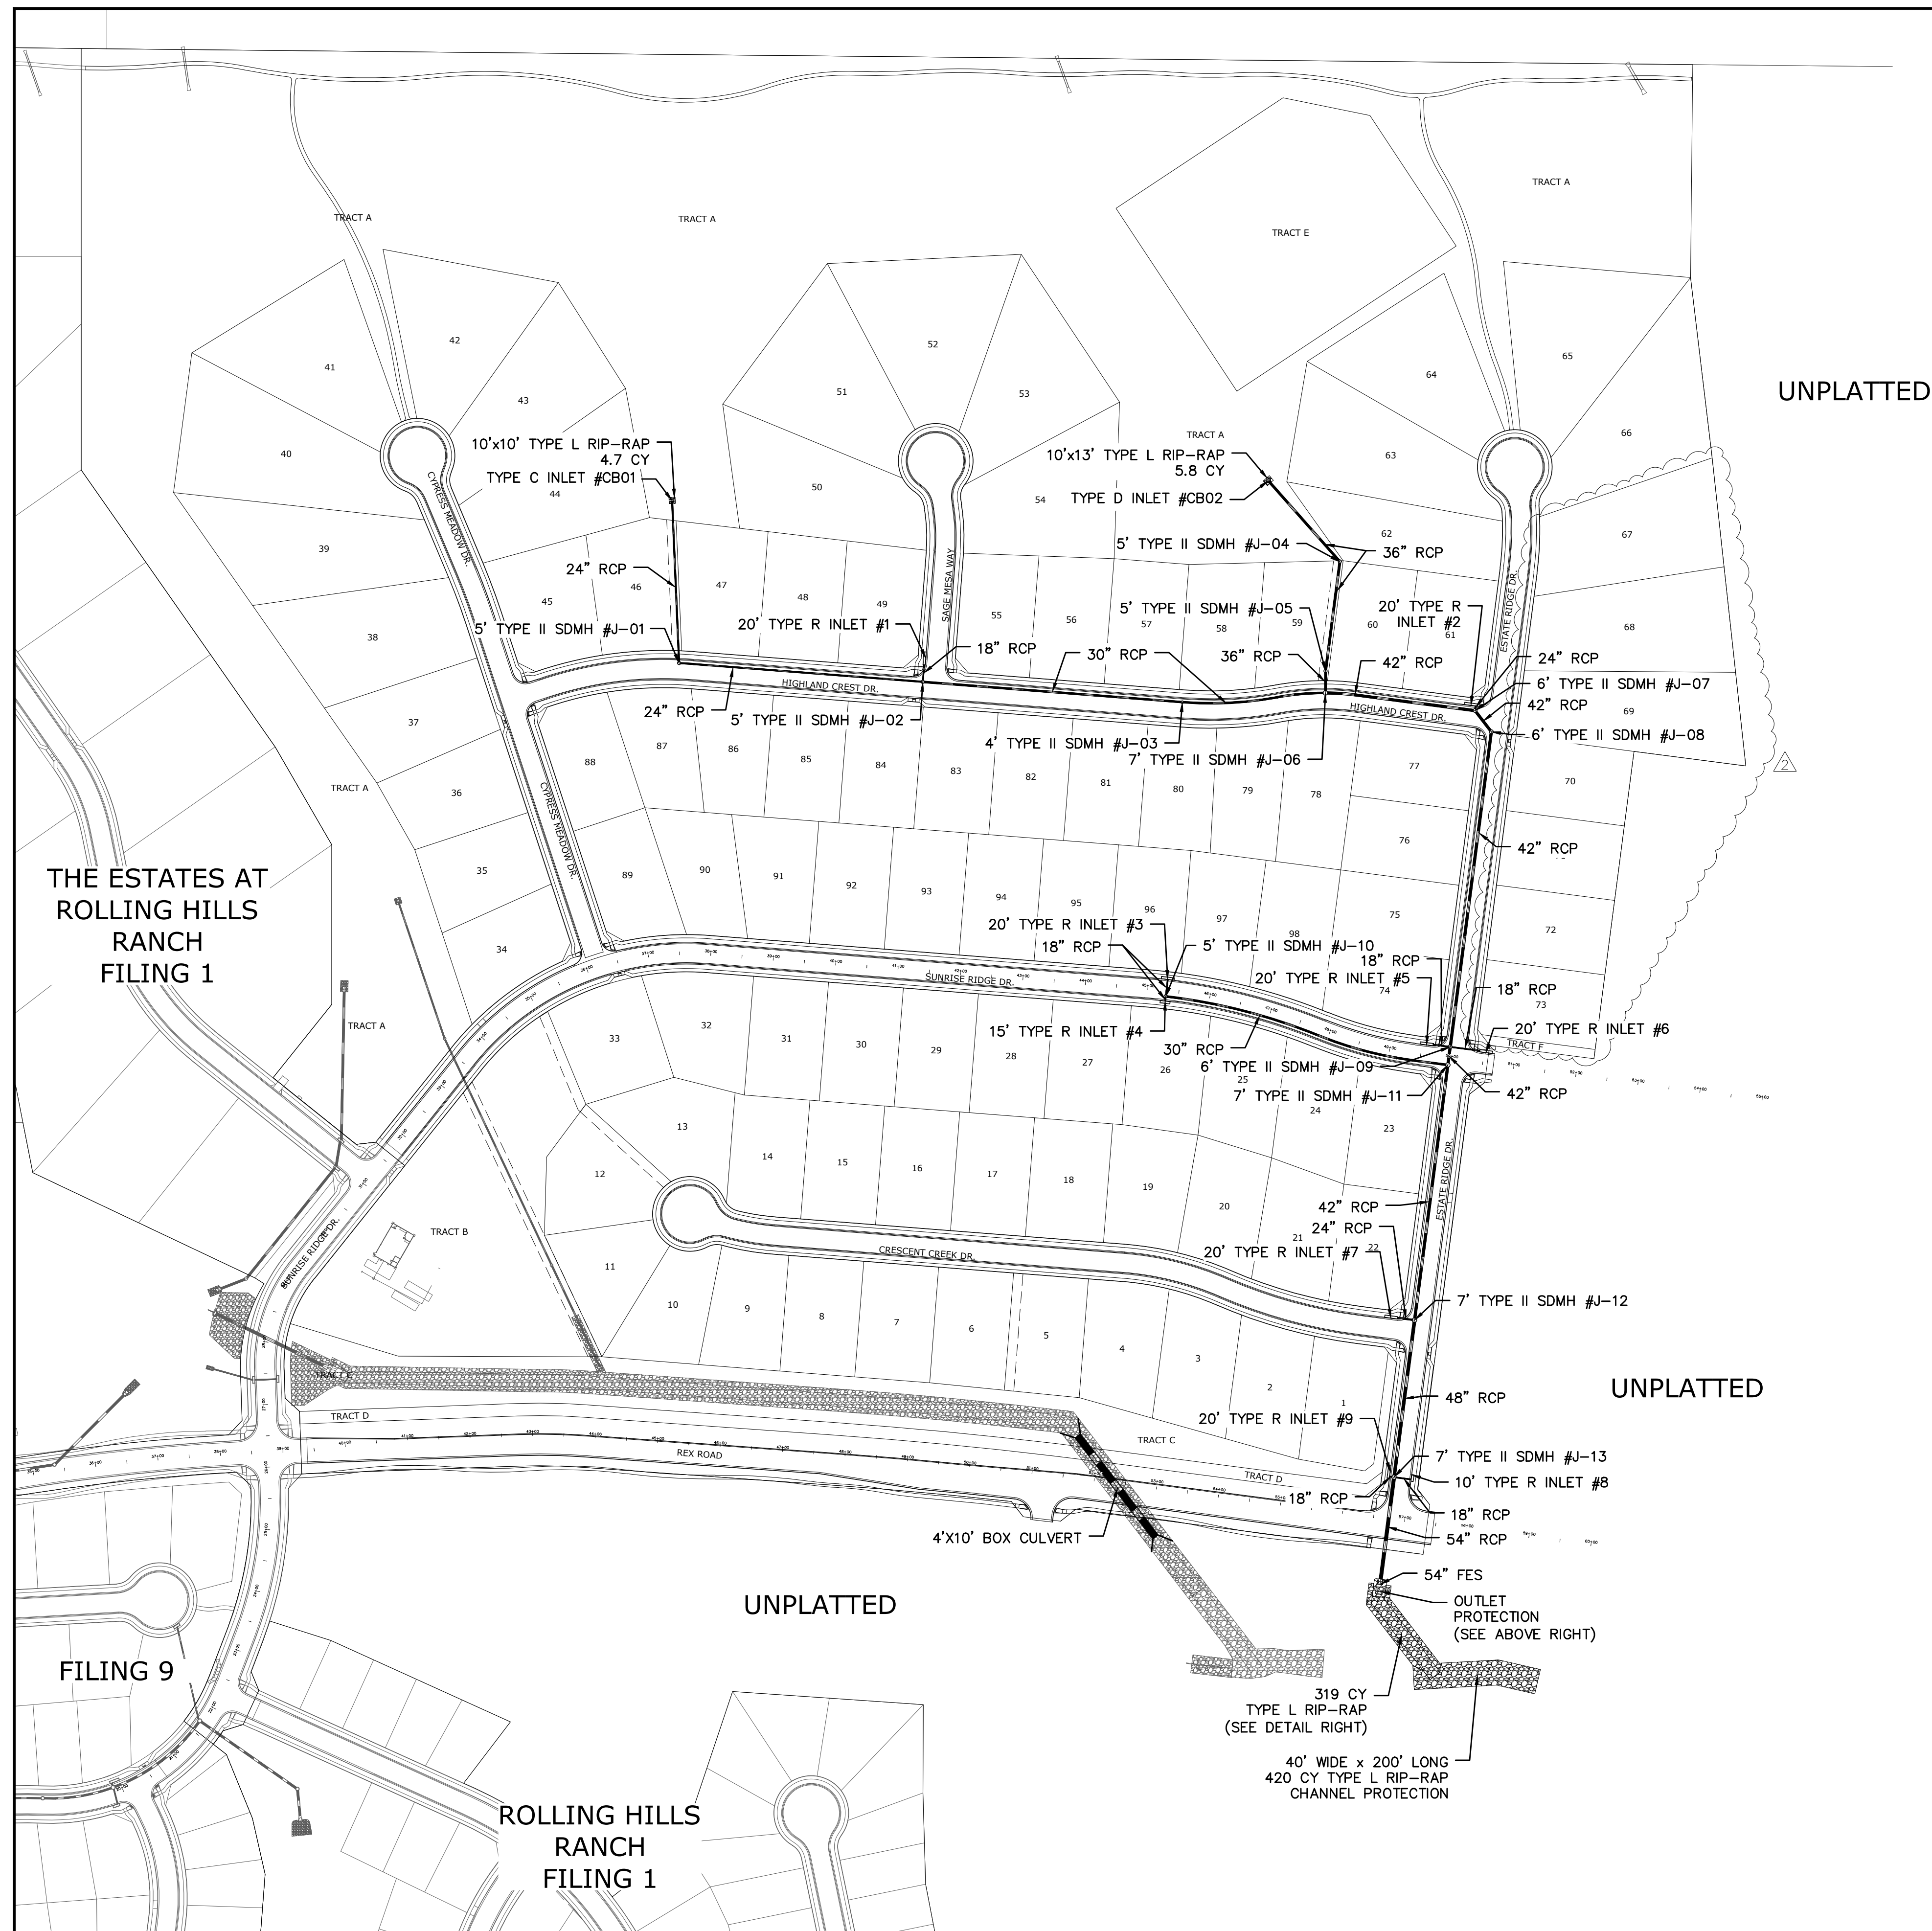 TRACT A
TRACT A
TRACT A
TRACT E
UNPLATTED
41
42
43
40
39
38
37
36
35
34
44
45
46
47
48
49
50
51
52
53
54
55
56
57
58
59
60
61
62
63
64
65
66
67
68
69
70
72
73
TRACT A
10'x10' TYPE L RIP-RAP
4.7 CY
TYPE C INLET #CB01
24" RCP
5' TYPE II SDMH #J-01
20' TYPE R INLET #1
18" RCP
30" RCP
24" RCP
5' TYPE II SDMH #J-02
4' TYPE II SDMH #J-03
7' TYPE II SDMH #J-06
10'x13' TYPE L RIP-RAP
5.8 CY
TYPE D INLET #CB02
5' TYPE II SDMH #J-04
36" RCP
5' TYPE II SDMH #J-05
36" RCP
42" RCP
20' TYPE R
INLET #2
24" RCP
6' TYPE II SDMH #J-07
42" RCP
6' TYPE II SDMH #J-08
42" RCP
2
CYPRESS MEADOW DR.
SAGE MESA WAY
ESTATE RIDGE DR.
HIGHLAND CREST DR.
HIGHLAND CREST DR.
CYPRESS MEADOW DR.
TRACT A
THE ESTATES AT
ROLLING HILLS
RANCH
FILING 1
88
87
86
85
84
83
82
81
80
79
78
77
76
75
74
89
90
91
92
93
94
95
96
97
98
20' TYPE R INLET #3
18" RCP
5' TYPE II SDMH #J-10
18" RCP
20' TYPE R INLET #5
18" RCP
20' TYPE R INLET #6
TRACT F
15' TYPE R INLET #4
30" RCP
6' TYPE II SDMH #J-09
7' TYPE II SDMH #J-11
42" RCP
SUNRISE RIDGE DR.
TRACT A
33
32
31
30
29
28
27
26
25
24
23
13
12
14
15
16
17
18
19
20
21
22
42" RCP
24" RCP
20' TYPE R INLET #7
ESTATE RIDGE DR.
7' TYPE II SDMH #J-12
CRESCENT CREEK DR.
SUNRISE RIDGE DR.
TRACT B
11
10
9
8
7
6
5
4
3
2
1
48" RCP
20' TYPE R INLET #9
7' TYPE II SDMH #J-13
10' TYPE R INLET #8
18" RCP
18" RCP
54" RCP
TRACT C
TRACT D
TRACT C
TRACT D
REX ROAD
4'X10' BOX CULVERT
UNPLATTED
UNPLATTED
54" FES
OUTLET
PROTECTION
(SEE ABOVE RIGHT)
319 CY
TYPE L RIP-RAP
(SEE DETAIL RIGHT)
40' WIDE x 200' LONG
420 CY TYPE L RIP-RAP
CHANNEL PROTECTION
FILING 9
ROLLING HILLS
RANCH
FILING 1